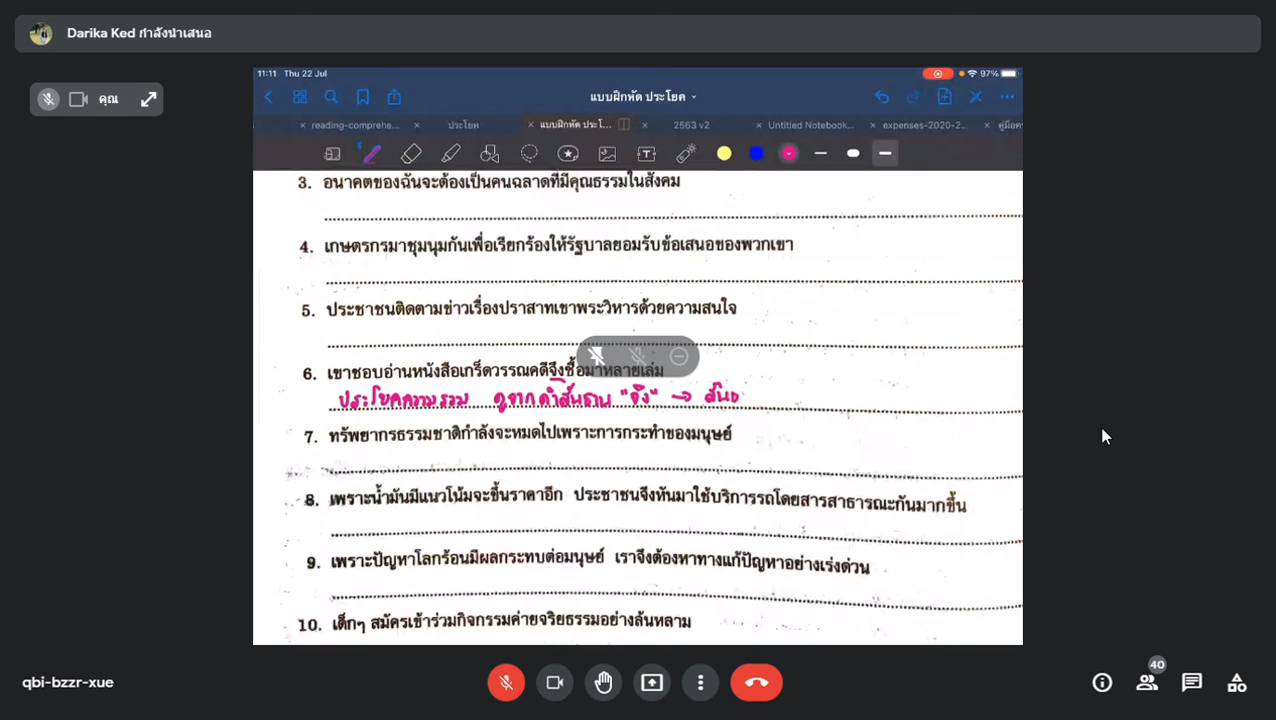 Darika Ked กำลังนำเสนอ
คุณ
11:11 Thu 22 Jul
97%
แบบฝึกหัด ประโยค
reading-comprehe...
ประโยค
แบบฝึกหัด ประโ...
2563 v2
Untitled Notebook...
expenses-2020-2...
คู่มือคร
3. อนาคตของฉันจะต้องเป็นคนฉลาดที่มีคุณธรรมในสังคม
4. เกษตรกรมาชุมนุมกันเพื่อเรียกร้องให้รัฐบาลยอมรับข้อเสนอของพวกเขา
5. ประชาชนติดตามข่าวเรื่องปราสาทเขาพระวิหารด้วยความสนใจ
6. เขาชอบอ่านหนังสือเกร็ดวรรณคดีจึงซื้อมาหลายเล่ม
ประโยคความรวม ดูจากคำสันธาน "จึง" →
7. ทรัพยากรธรรมชาติกำลังจะหมดไปเพราะการกระทำของมนุษย์
8. เพราะน้ำมันมีแนวโน้มจะขึ้นราคาอีก ประชาชนจึงหันมาใช้บริการรถโดยสารสาธารณะกันมากขึ้น
9. เพราะปัญหาโลกร้อนมีผลกระทบต่อมนุษย์ เราจึงต้องหาทางแก้ปัญหาอย่างเร่งด่วน
10. เด็กๆ สมัครเข้าร่วมกิจกรรมค่ายจริยธรรมอย่างล้นหลาม
qbi-bzzr-xue
40